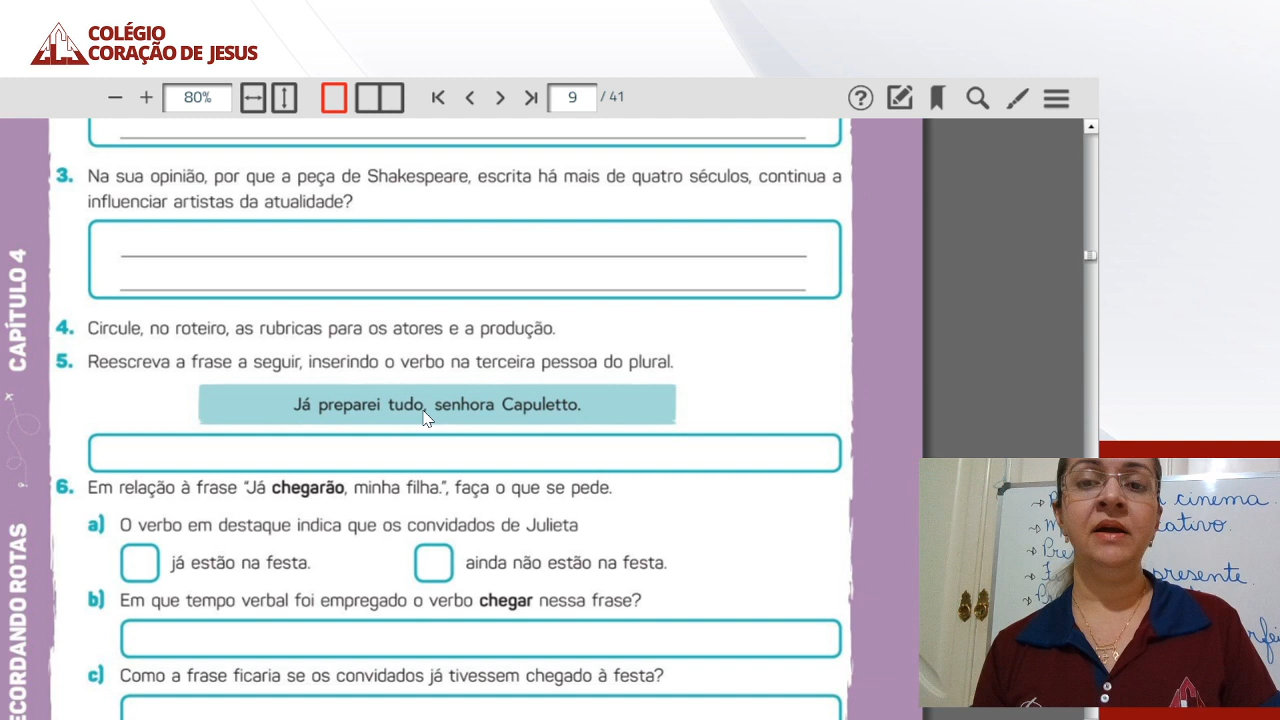 COLÉGIO
CORAÇÃO DE JESUS
80%
9 / 41
3. Na sua opinião, por que a peça de Shakespeare, escrita há mais de quatro séculos, continua a
influenciar artistas da atualidade?
4. Circule, no roteiro, as rubricas para os atores e a produção.
5. Reescreva a frase a seguir, inserindo o verbo na terceira pessoa do plural.
Já preparei tudo, senhora Capuletto.
6. Em relação à frase “Já chegarão, minha filha.”, faça o que se pede.
a) O verbo em destaque indica que os convidados de Julieta
já estão na festa. ainda não estão na festa.
b) Em que tempo verbal foi empregado o verbo chegar nessa frase?
c) Como a frase ficaria se os convidados já tivessem chegado à festa?
CAPÍTULO 4
ECORDANDO ROTAS
cinema